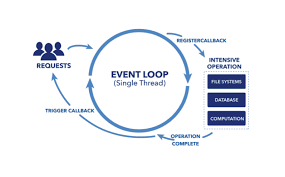 REGISTERCALLBACK
REQUESTS
INTENSIVE
OPERATION
EVENT LOOP
(Single Thread)
FILE SYSTEMS
DATABASE
COMPUTATION
TRIGGER CALLBACK
OPERATION
COMPLETE